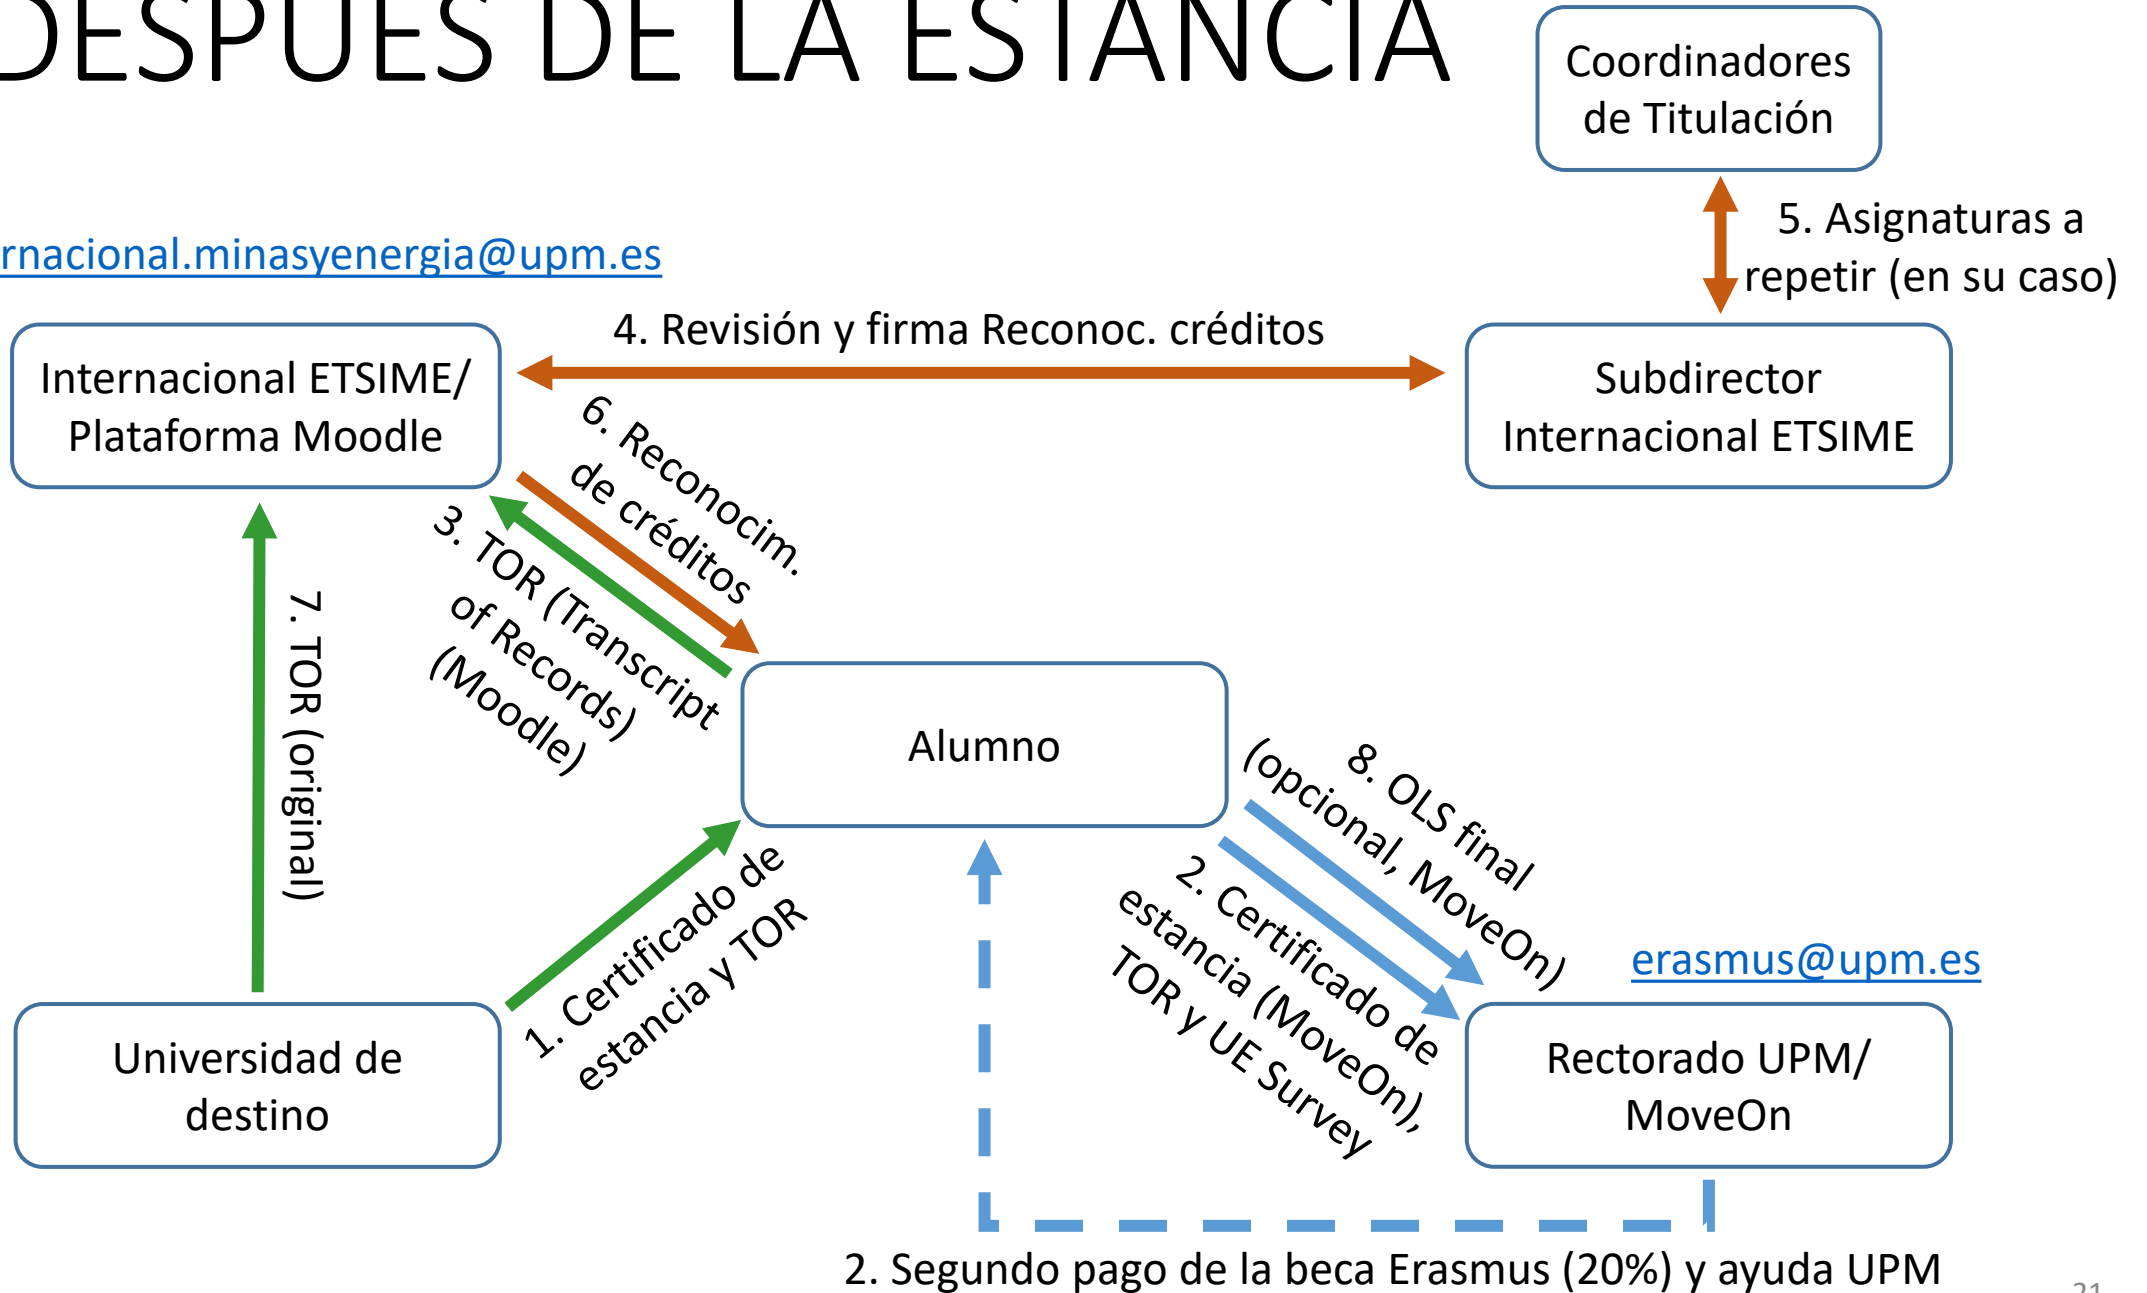 DESPUÉS DE LA ESTANCIA
Coordinadores
de Titulación
5. Asignaturas a
repetir (en su caso)
rnacional.minasyenergia@upm.es
4. Revisión y firma Reconoc. créditos
Internacional ETSIME/
Plataforma Moodle
Subdirector
Internacional ETSIME
6. Reconocim.
de créditos
3. TOR (Transcript
of Records)
(Moodle)
7. TOR (original)
Alumno
8. OLS final
(opcional, MoveOn)
2. Certificado de
estancia (MoveOn),
TOR y UE Survey
1. Certificado de
estancia y TOR
erasmus@upm.es
Universidad de
destino
Rectorado UPM/
MoveOn
2. Segundo pago de la beca Erasmus (20%) y ayuda UPM
21